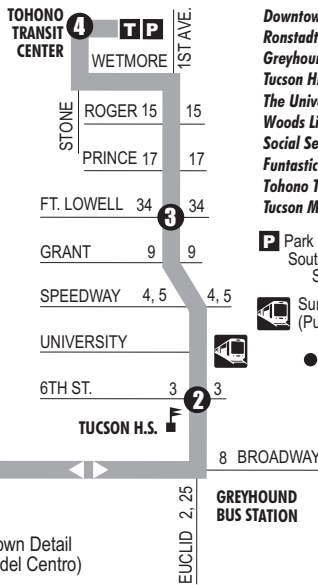 TOHONO
TRANSIT
CENTER
4
T P
1ST AVE.
WETMORE
STONE
ROGER 15 15
PRINCE 17 17
FT. LOWELL 34 34
3
GRANT 9 9
SPEEDWAY 4, 5 4, 5
UNIVERSITY
6TH ST. 3 3
2
TUCSON H.S.
8 BROADWAY
EUCLID 2, 25
GREYHOUND
BUS STATION
own Detail
del Centro)
Downtow
Ronstadt
Greyhou
Tucson H
The Unive
Woods Li
Social Se
Funtastic
Tohono T
Tucson M
P Park
Sout
S
Sun
(Pu